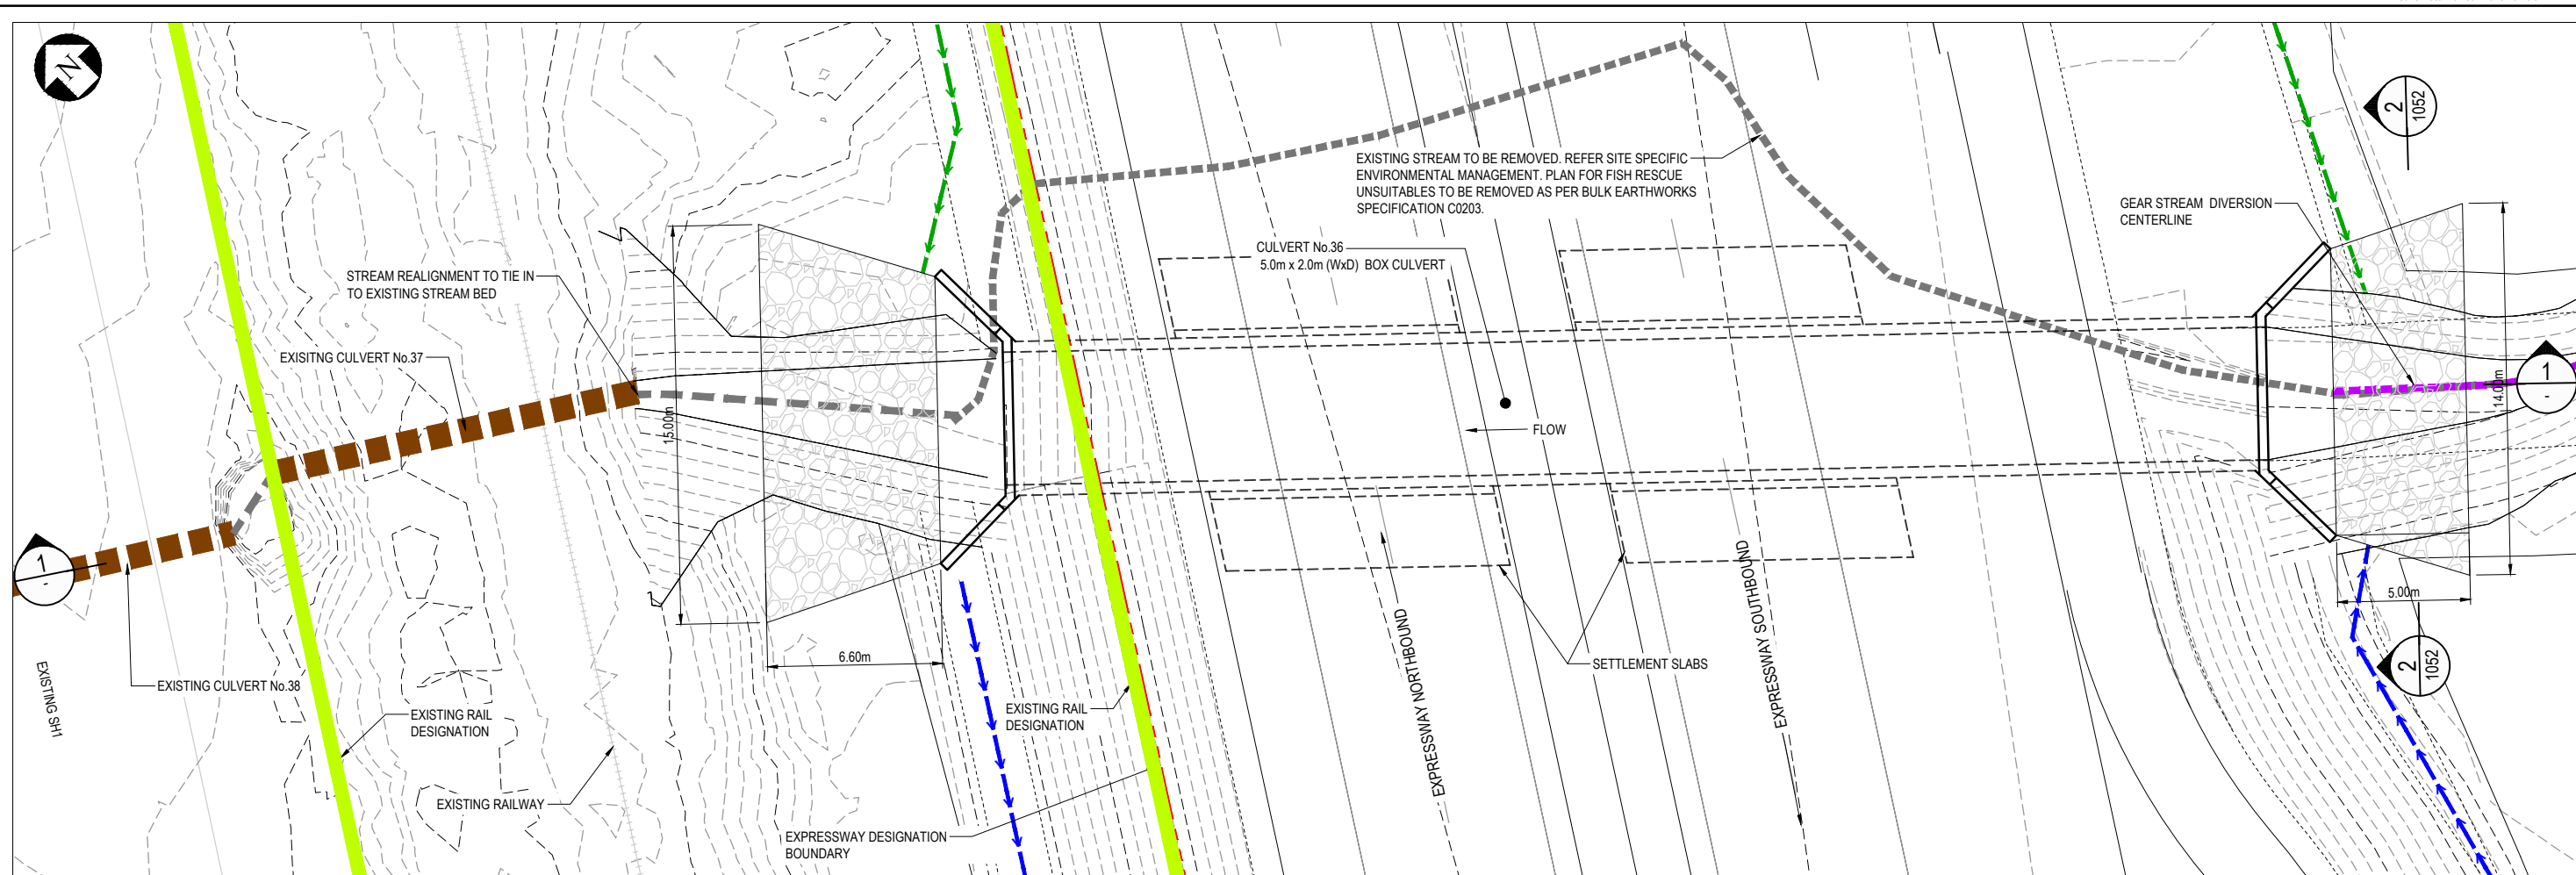 N
EXISTING STREAM TO BE REMOVED. REFER SITE SPECIFIC
ENVIRONMENTAL MANAGEMENT. PLAN FOR FISH RESCUE
UNSUITABLES TO BE REMOVED AS PER BULK EARTHWORKS
SPECIFICATION C0203.
2
1052
GEAR STREAM DIVERSION
CENTERLINE
CULVERT No.36
5.0m x 2.0m (WxD) BOX CULVERT
STREAM REALIGNMENT TO TIE IN
TO EXISTING STREAM BED
EXISITNG CULVERT No.37
15.00m
FLOW
14.00m
1
-
1
-
5.00m
EXISTING SH1
EXISTING CULVERT No.38
6.60m
EXISTING RAIL
DESIGNATION
EXISTING RAIL
DESIGNATION
EXPRESSWAY NORTHBOUND
EXPRESSWAY SOUTHBOUND
SETTLEMENT SLABS
2
1052
EXISTING RAILWAY
EXPRESSWAY DESIGNATION
BOUNDARY